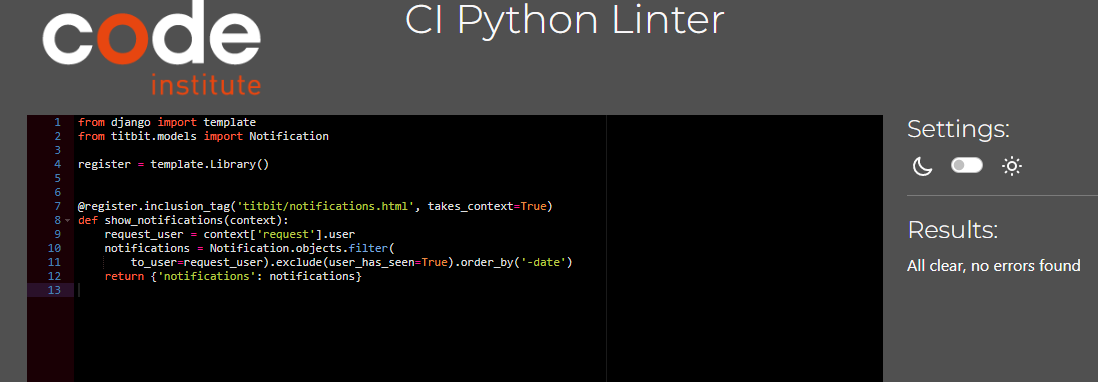 code
institute
CI Python Linter
1 from django import template
2 from titbit.models import Notification
3
4 register = template.Library()
5
6
7 @register.inclusion_tag('titbit/notifications.html', takes_context=True)
8 def show_notifications(context):
9     request_user = context['request'].user
10     notifications = Notification.objects.filter(
11         to_user=request_user).exclude(user_has_seen=True).order_by('-date')
12     return {'notifications': notifications}
13
Settings:
Results:
All clear, no errors found